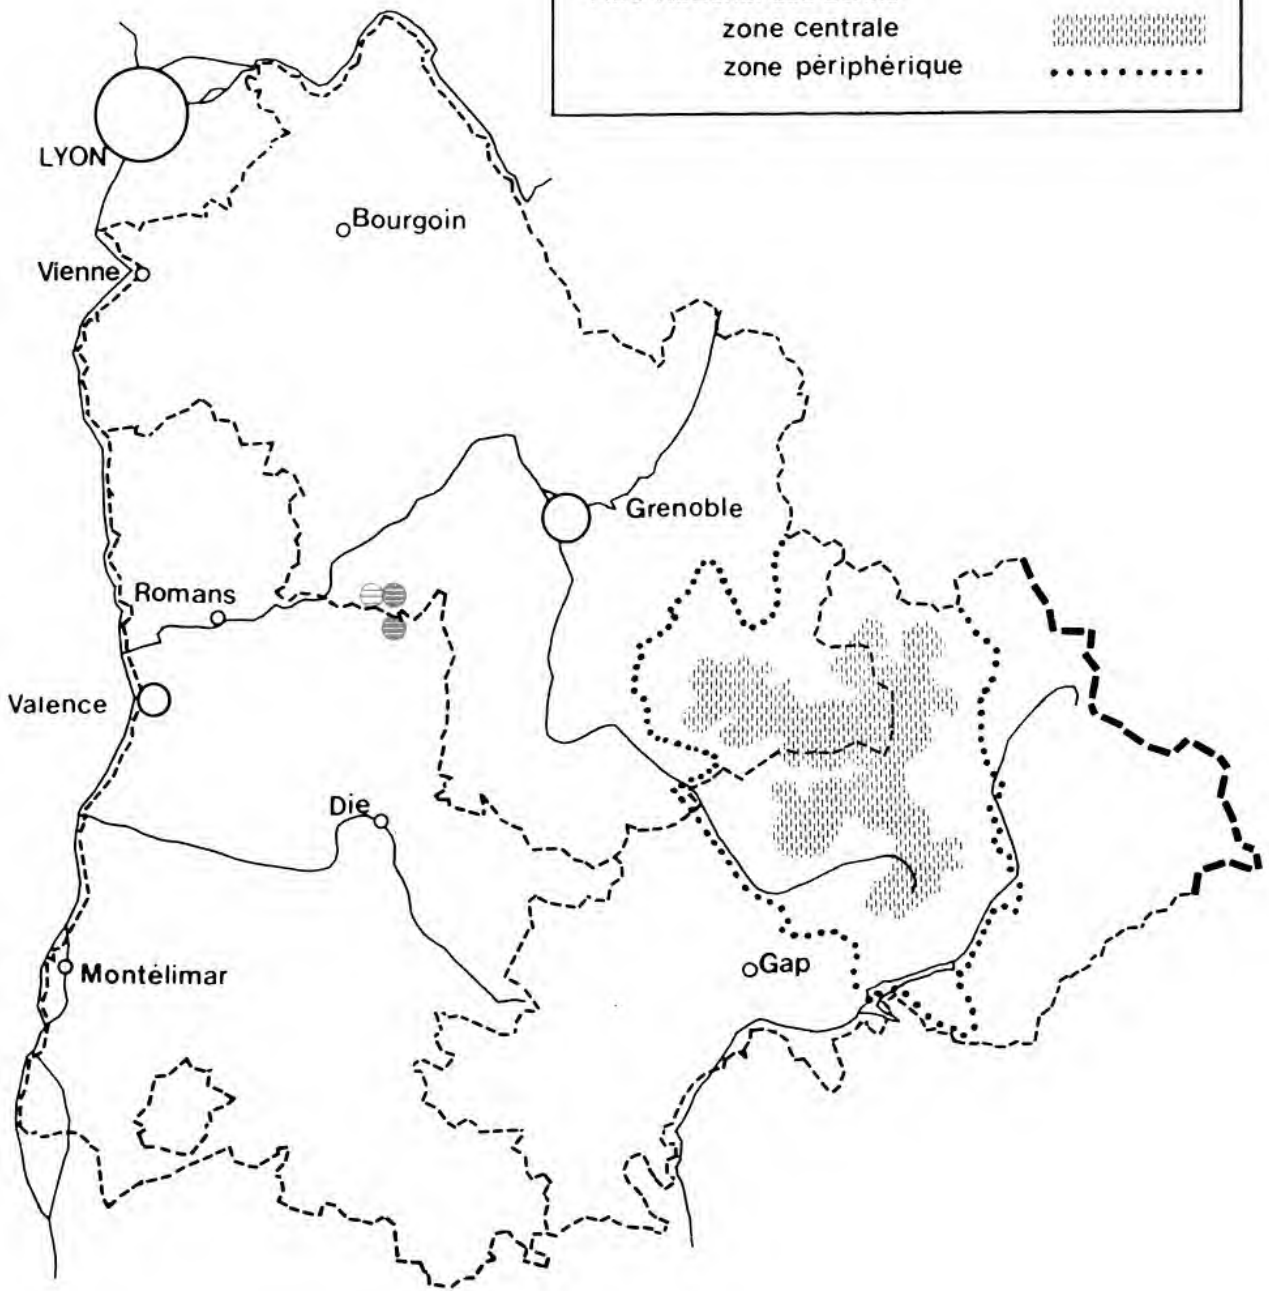 zone centrale
zone périphérique
LYON
Bourgoin
Vienne
Grenoble
Romans
Valence
Die
Gap
Montélimar